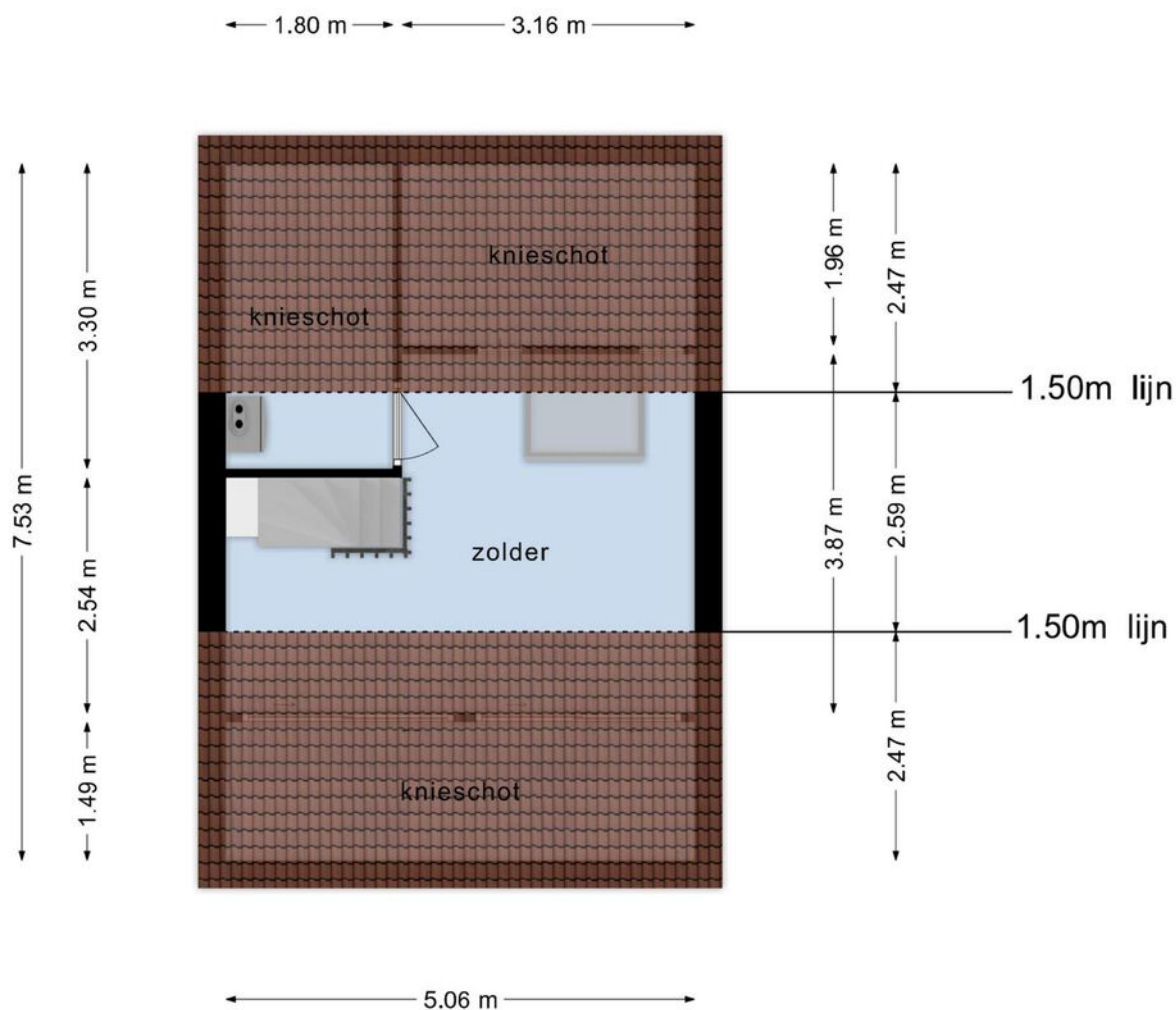 1.80 m
3.16 m
knieschot
knieschot
3.30 m
1.96 m
2.47 m
1.50m lijn
7.53 m
2.54 m
zolder
3.87 m
2.59 m
1.50m lijn
1.49 m
knieschot
2.47 m
5.06 m